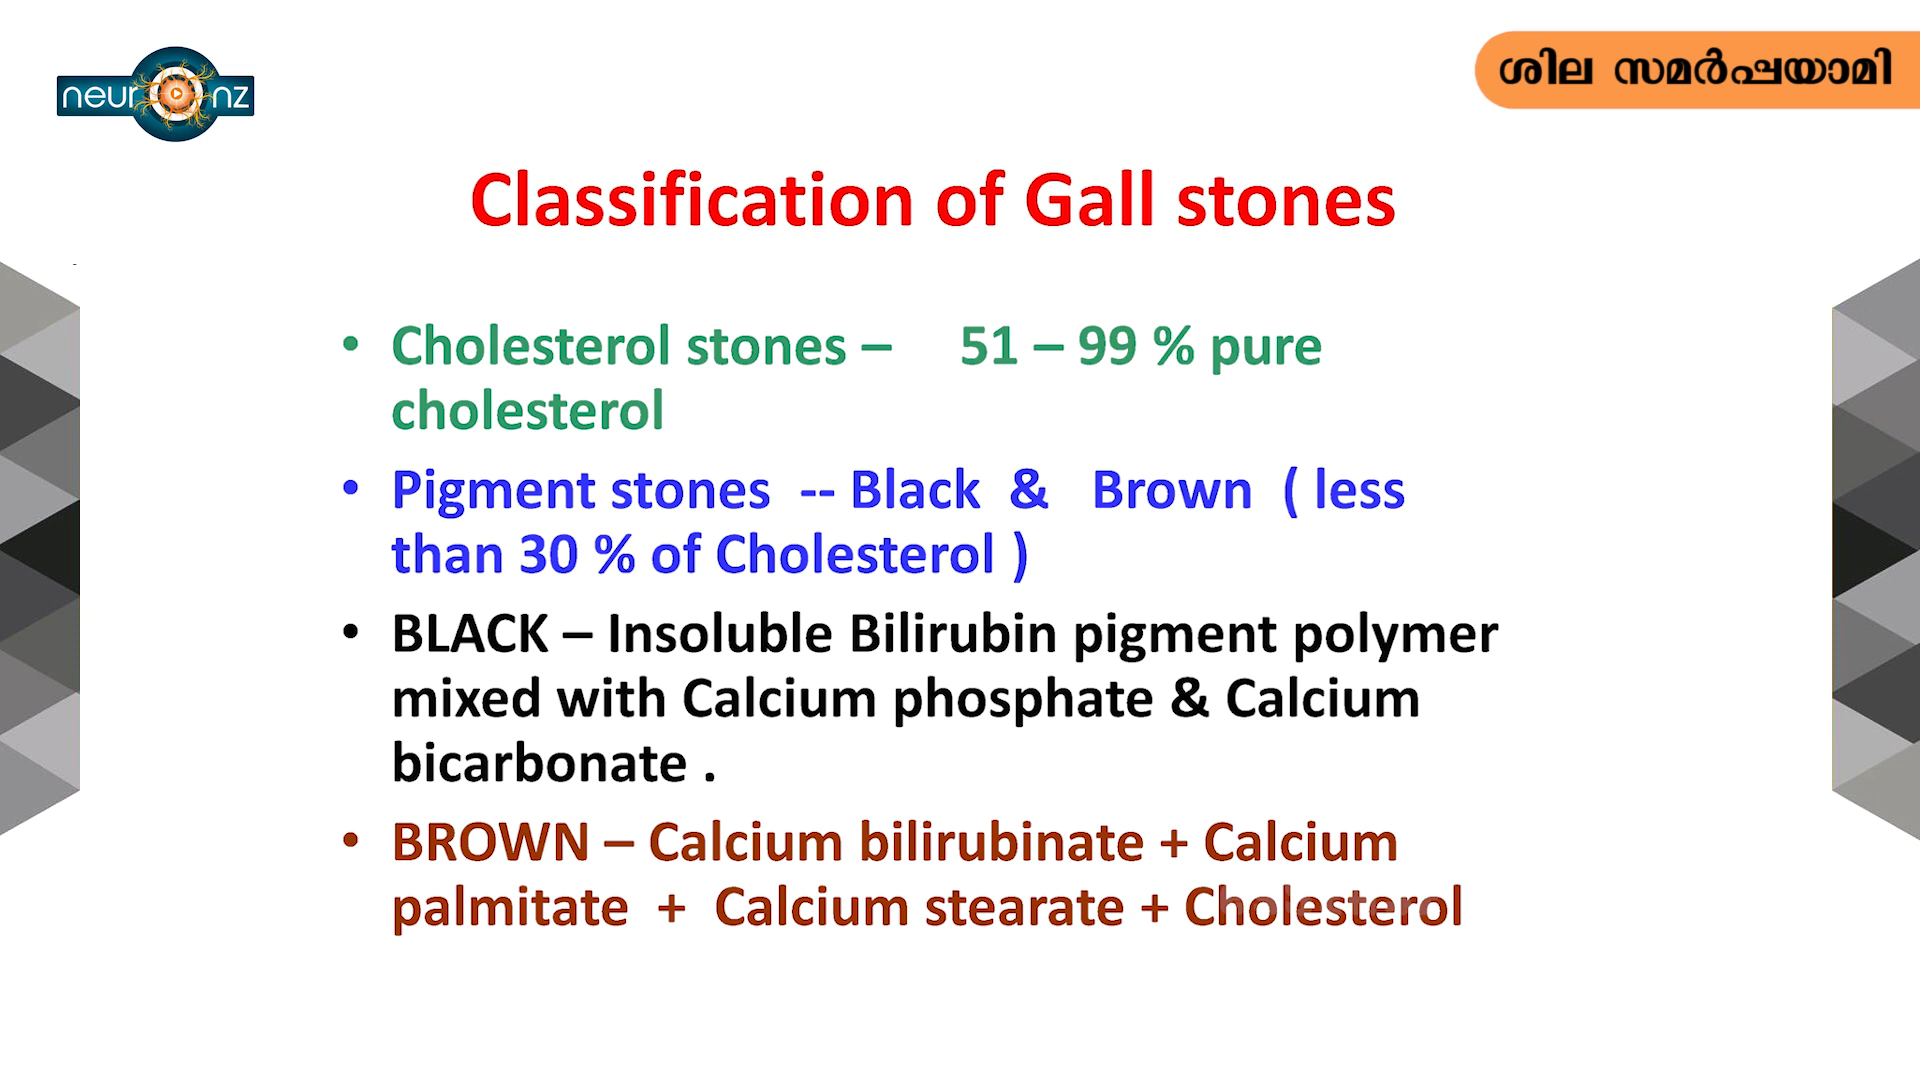 neuronz
ശില സമർപ്പയാമി
Classification of Gall stones
• Cholesterol stones – 51 – 99 % pure
cholesterol
• Pigment stones -- Black & Brown ( less
than 30 % of Cholesterol )
• BLACK – Insoluble Bilirubin pigment polymer
mixed with Calcium phosphate & Calcium
bicarbonate .
• BROWN – Calcium bilirubinate + Calcium
palmitate + Calcium stearate + Cholesterol